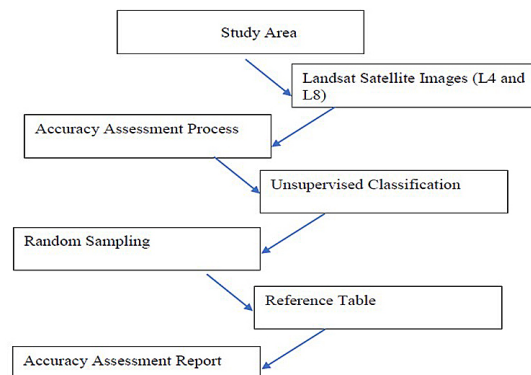 Study Area
Landsat Satellite Images (L4 and
L8)
Accuracy Assessment Process
Unsupervised Classification
Random Sampling
Reference Table
Accuracy Assessment Report